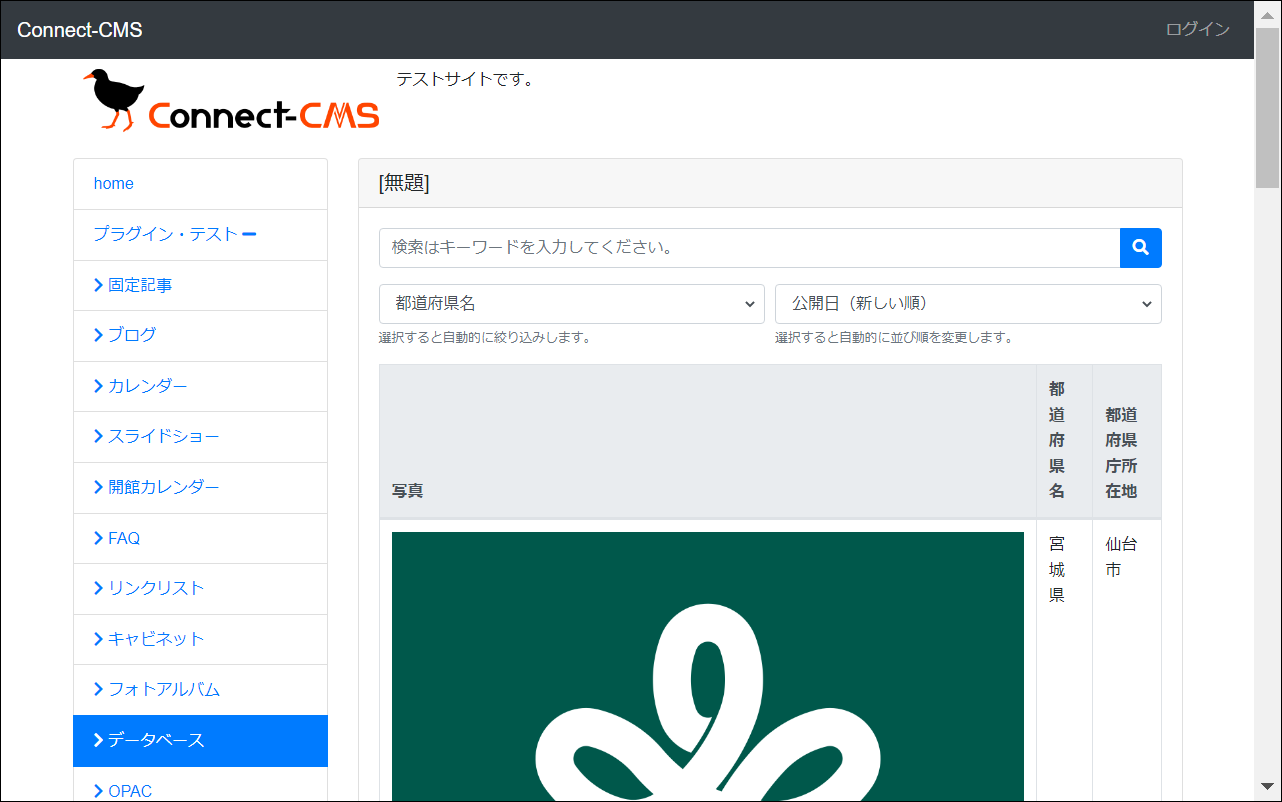 Connect-CMS
ログイン
Connect-CMS
テストサイトです。
home
プラグイン・テスト
固定記事
ブログ
カレンダー
スライドショー
開館カレンダー
FAQ
リンクリスト
キャビネット
フォトアルバム
データベース
OPAC
[無題]
検索はキーワードを入力してください。
都道府県名
公開日（新しい順）
選択すると自動的に絞り込みします。
選択すると自動的に並び順を変更します。
写真
都
道
府
県
名
都道
府県
庁所
在地
宮
城
県
仙台
市